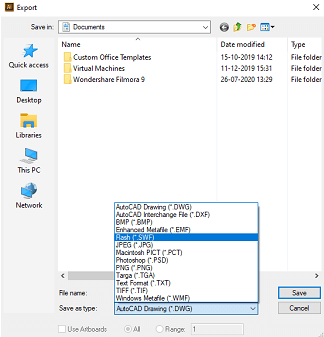 Export
Save in: Documents
Name Date modified Type
Quick access
Desktop
Libraries
This PC
Network
Custom Office Templates 15-10-2019 14:12 File folder
Virtual Machines 11-12-2019 15:31 File folder
Wondershare Filmora 9 26-07-2020 13:29 File folder
AutoCAD Drawing (*.DWG)
AutoCAD Interchange File (*.DXF)
BMP (*.BMP)
Enhanced Metafile (*.EMF)
Flash (*.SWF)
JPEG (*.JPG)
Macintosh PICT (*.PCT)
Photoshop (*.PSD)
PNG (*.PNG)
Targa (*.TGA)
Text Format (*.TXT)
TIFF (*.TIF)
Windows Metafile (*.WMF)
File name: Save
Save as type: AutoCAD Drawing (*.DWG) Cancel
Use Artboards All Range: 1